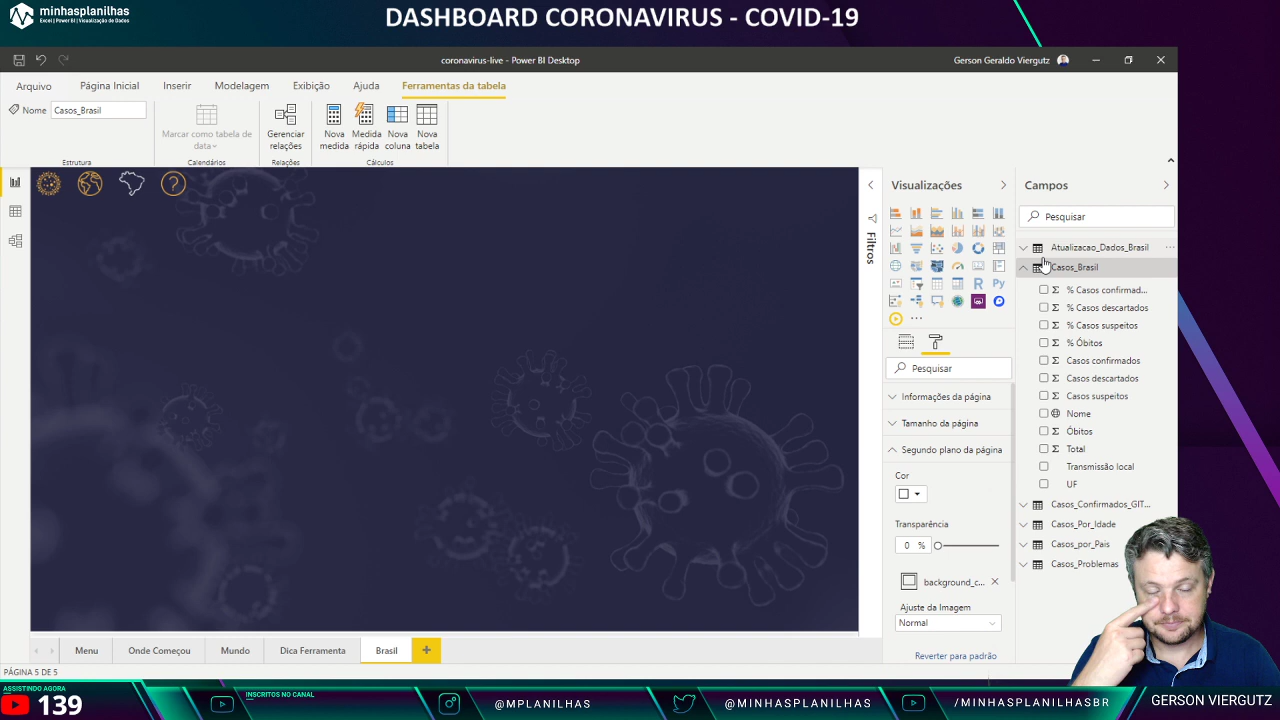 minhasplanilhas
Excel | Power BI | Visualização de Dados
DASHBOARD CORONAVIRUS - COVID-19
coronavirus-live - Power BI Desktop
Gerson Geraldo Viergutz
Arquivo
Página Inicial
Inserir
Modelagem
Exibição
Ajuda
Ferramentas da tabela
Nome
Casos_Brasil
Marcar como tabela de
data
Gerenciar
relações
Nova
medida
Medida
rápida
Nova
coluna
Nova
tabela
Estrutura
Calendários
Relações
Cálculos
?
Filtros
Visualizações
R
Py
Pesquisar
Informações da página
Tamanho da página
Segundo plano da página
Cor
Transparência
0 %
background_c...
Ajuste da Imagem
Normal
Reverter para padrão
Campos
Pesquisar
Atualizacao_Dados_Brasil
Casos_Brasil
% Casos confirmad...
% Casos descartados
% Casos suspeitos
% Óbitos
Casos confirmados
Casos descartados
Casos suspeitos
Nome
Óbitos
Total
Transmissão local
UF
Casos_Confirmados_GIT...
Casos_Por_Idade
Casos_por_Pais
Casos_Problemas
Menu
Onde Começou
Mundo
Dica Ferramenta
Brasil
PÁGINA 5 DE 5
ASSISTINDO AGORA
139
INSCRITOS NO CANAL
@MPLANILHAS
@MINHASPLANILHAS
/MINHASPLANILHASBR
GERSON VIERGUTZ